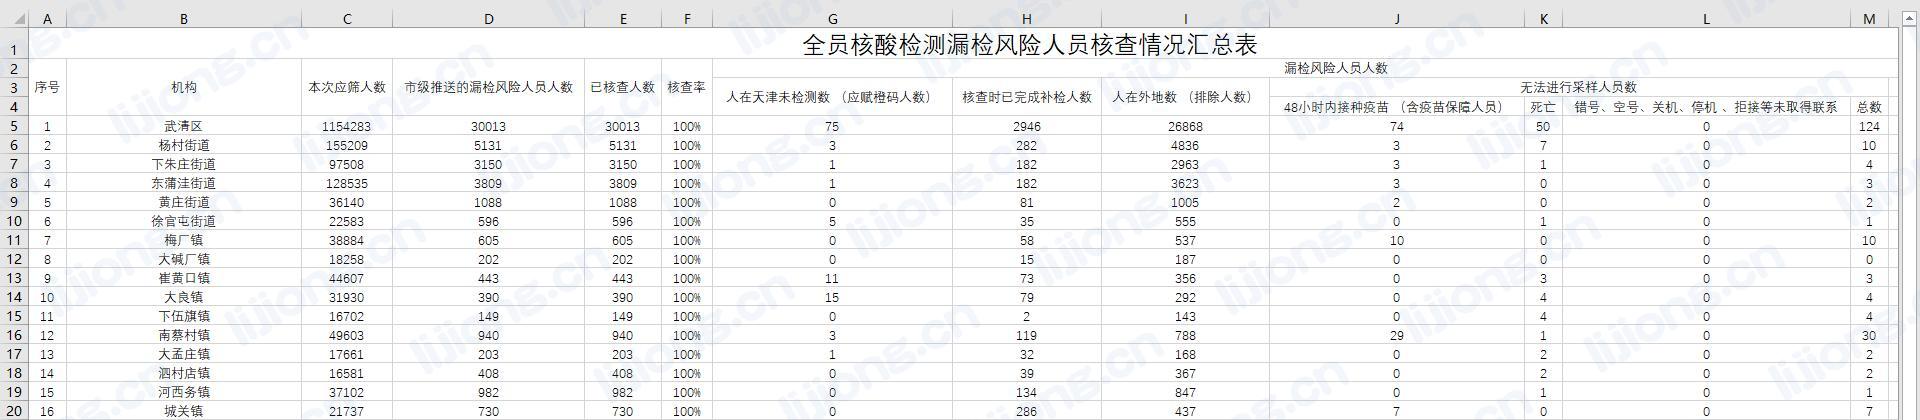 A B C D E F G H I J K L M
1 全员核酸检测漏检风险人员核查情况汇总表
2 漏检风险人员人数
3 序号 机构 本次应筛人数 市级推送的漏检风险人员人数 已核查人数 核查率 人在天津未检测数 （应赋橙码人数） 核查时已完成补检人数 人在外地数 （排除人数） 无法进行采样人员数
4 48小时内接种疫苗 （含疫苗保障人员） 死亡 错号、空号、关机、停机 、拒接等未取得联系 总数
5 1 武清区 1154283 30013 30013 100% 75 2946 26868 74 50 0 124
6 2 杨村街道 155209 5131 5131 100% 3 282 4836 3 7 0 10
7 3 下朱庄街道 97508 3150 3150 100% 1 182 2963 3 1 0 4
8 4 东蒲洼街道 128535 3809 3809 100% 1 182 3623 3 0 0 3
9 5 黄庄街道 36140 1088 1088 100% 0 81 1005 2 0 0 2
10 6 徐官屯街道 22583 596 596 100% 5 35 555 0 1 0 1
11 7 梅厂镇 38884 605 605 100% 0 58 537 10 0 0 10
12 8 大碱厂镇 18258 202 202 100% 0 15 187 0 0 0 0
13 9 崔黄口镇 44607 443 443 100% 11 73 356 0 3 0 3
14 10 大良镇 31930 390 390 100% 15 79 292 0 4 0 4
15 11 下伍旗镇 16702 149 149 100% 0 2 143 0 4 0 4
16 12 南蔡村镇 49603 940 940 100% 3 119 788 29 1 0 30
17 13 大孟庄镇 17661 203 203 100% 1 32 168 0 2 0 2
18 14 泗村店镇 16581 408 408 100% 0 39 367 0 2 0 2
19 15 河西务镇 37102 982 982 100% 0 134 847 0 1 0 1
20 16 城关镇 21737 730 730 100% 0 286 437 7 0 0 7
lijiong.cn